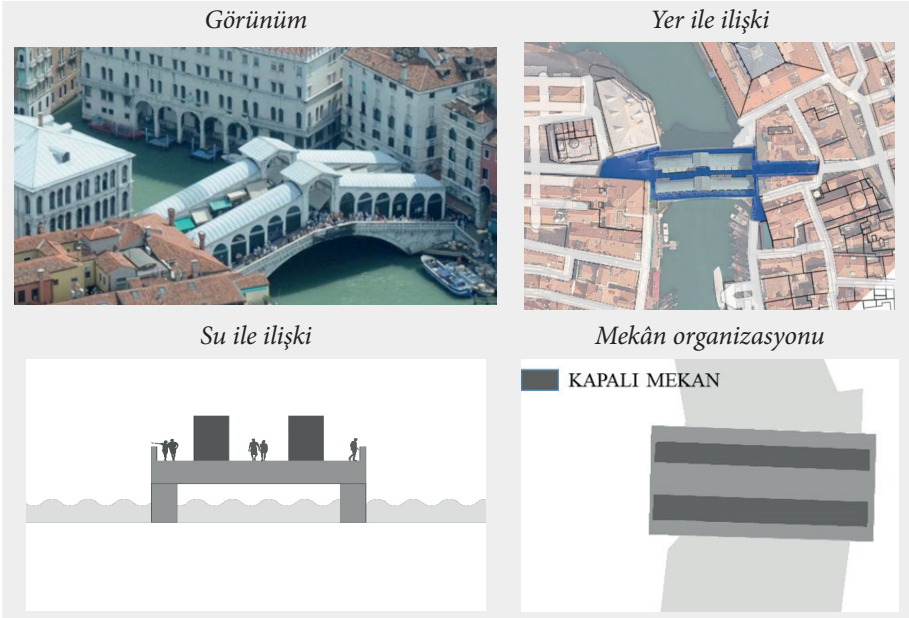 Görünüm
Yer ile ilişki
Su ile ilişki
Mekân organizasyonu
KAPALI MEKAN